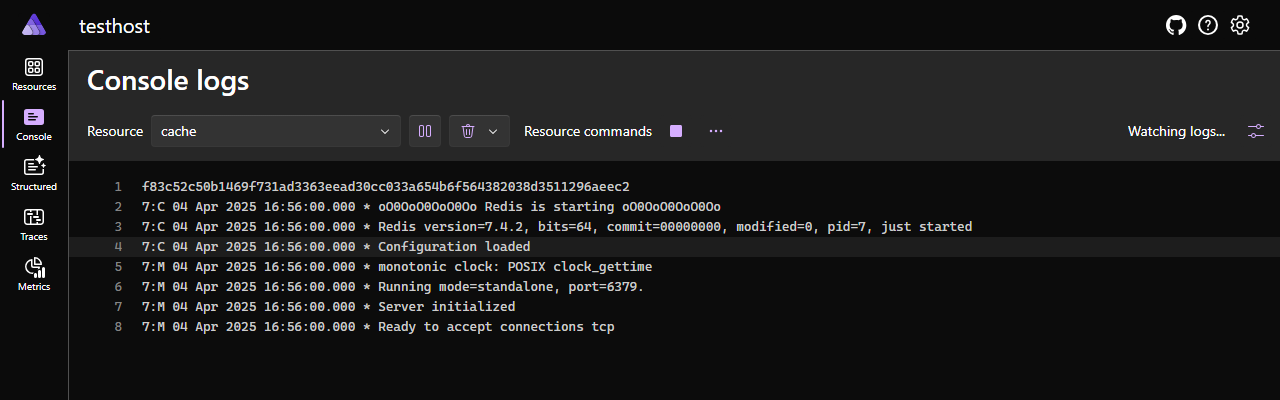 testhost
Resources
Console
Structured
Traces
Metrics
Console logs
Resource cache Resource commands Watching logs...
1 f83c52c50b1469f731ad3363eead30cc033a654b6f564382038d3511296aeec2
2 7:C 04 Apr 2025 16:56:00.000 * oO0OoO0OoO0Oo Redis is starting oO0OoO0OoO0Oo
3 7:C 04 Apr 2025 16:56:00.000 * Redis version=7.4.2, bits=64, commit=00000000, modified=0, pid=7, just started
4 7:C 04 Apr 2025 16:56:00.000 * Configuration loaded
5 7:M 04 Apr 2025 16:56:00.000 * monotonic clock: POSIX clock_gettime
6 7:M 04 Apr 2025 16:56:00.000 * Running mode=standalone, port=6379.
7 7:M 04 Apr 2025 16:56:00.000 * Server initialized
8 7:M 04 Apr 2025 16:56:00.000 * Ready to accept connections tcp